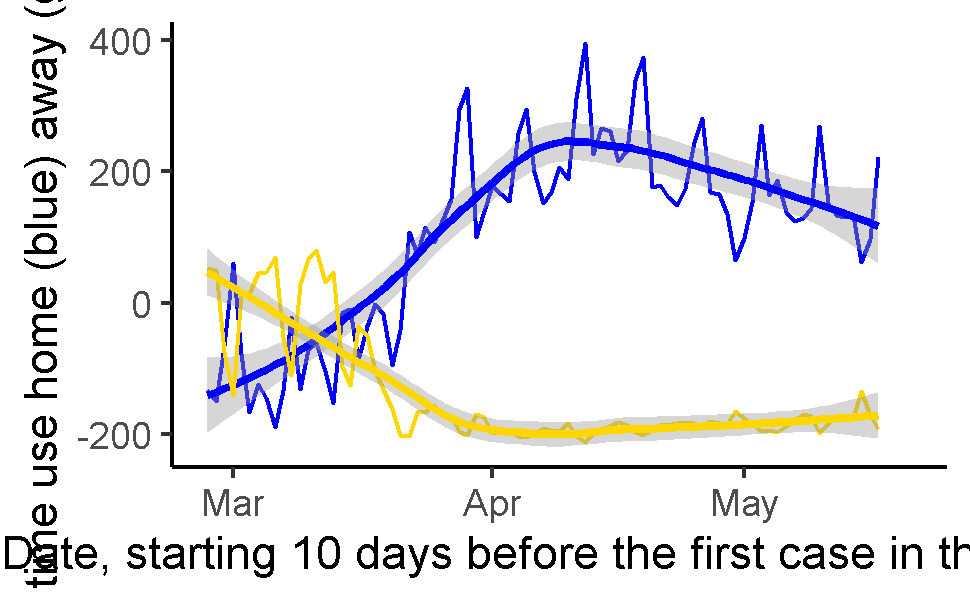 time use home (blue) away (
400
200
0
-200
Mar Apr May
Date, starting 10 days before the first case in th